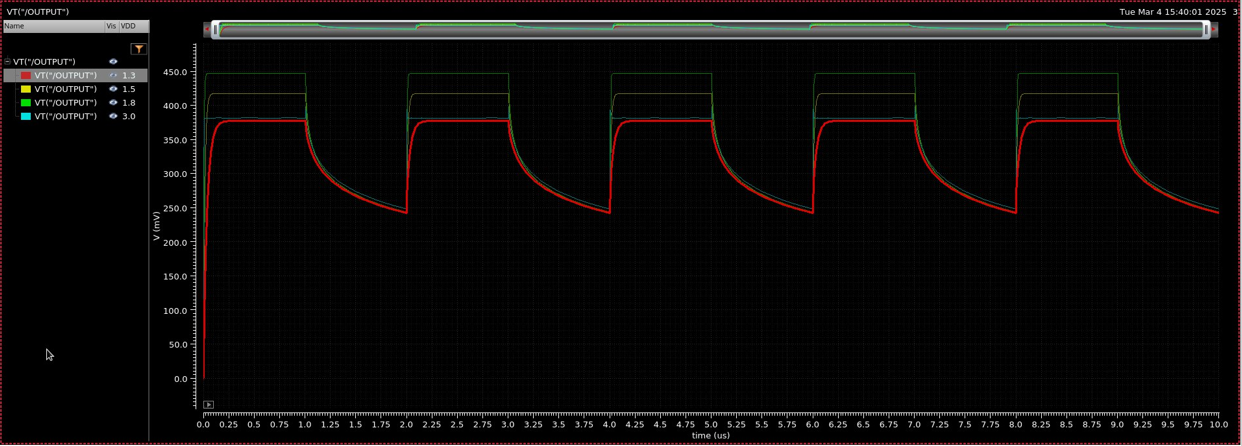 VT("/OUTPUT")
Tue Mar 4 15:40:01 2025 3
Name Vis VDD
VT("/OUTPUT")
VT("/OUTPUT") 1.3
VT("/OUTPUT") 1.5
VT("/OUTPUT") 1.8
VT("/OUTPUT") 3.0
V (mV)
450.0
400.0
350.0
300.0
250.0
200.0
150.0
100.0
50.0
0.0
0.0 0.25 0.5 0.75 1.0 1.25 1.5 1.75 2.0 2.25 2.5 2.75 3.0 3.25 3.5 3.75 4.0 4.25 4.5 4.75 5.0 5.25 5.5 5.75 6.0 6.25 6.5 6.75 7.0 7.25 7.5 7.75 8.0 8.25 8.5 8.75 9.0 9.25 9.5 9.75 10.0
time (us)